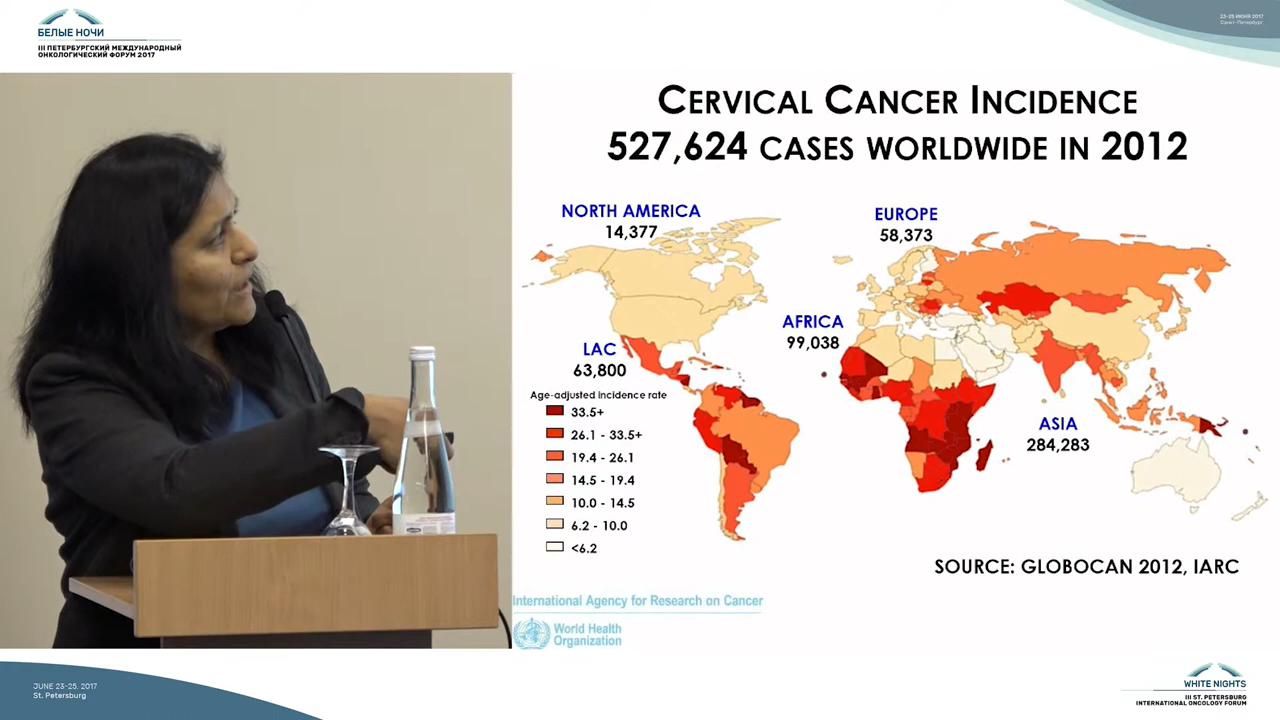 БЕЛЫЕ НОЧИ
III ПЕТЕРБУРГСКИЙ МЕЖДУНАРОДНЫЙ
ОНКОЛОГИЧЕСКИЙ ФОРУМ 2017
23-25 ИЮНЯ 2017
Санкт-Петербург
CERVICAL CANCER INCIDENCE
527,624 CASES WORLDWIDE IN 2012
NORTH AMERICA
14,377
EUROPE
58,373
AFRICA
99,038
LAC
63,800
ASIA
284,283
Age-adjusted incidence rate
33.5+
26.1 - 33.5+
19.4 - 26.1
14.5 - 19.4
10.0 - 14.5
6.2 - 10.0
<6.2
SOURCE: GLOBOCAN 2012, IARC
International Agency for Research on Cancer
World Health
Organization
JUNE 23-25, 2017
St. Petersburg
WHITE NIGHTS
III ST. PETERSBURG
INTERNATIONAL ONCOLOGY FORUM